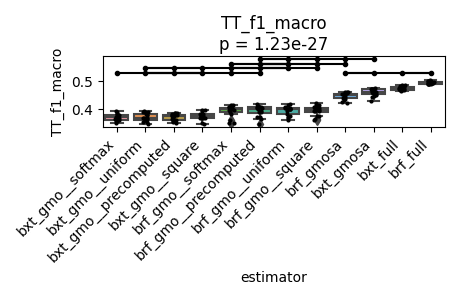 TT_f1_macro
p = 1.23e-27
TT_f1_macro
0.5
0.4
bxt_gmo__softmax
bxt_gmo__uniform
bxt_gmo__precomputed
bxt_gmo__square
brf_gmo__softmax
brf_gmo__precomputed
brf_gmo__uniform
brf_gmo__square
brf_gmosa
bxt_gmosa
bxt_full
brf_full
estimator